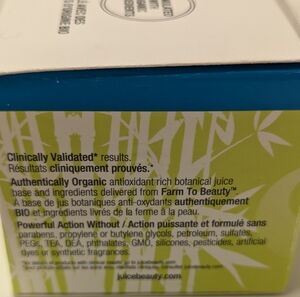 Clinically Validated* results.
Résultats cliniquement prouvés.*
Authentically Organic antioxidant rich botanical juice
base and ingredients delivered from Farm To Beauty™.
A base de jus botaniques anti-oxydants authentiquement
BIO et ingrédients livrés de la ferme à la peau.
Powerful Action Without / Action puissante et formulé sans
parabens, propylene or butylene glycols, petroleum, sulfates,
PEGs, TEA, DEA, phthalates, GMO, silicones, pesticides, artificial
dyes or synthetic fragrances.
juicebeauty.com